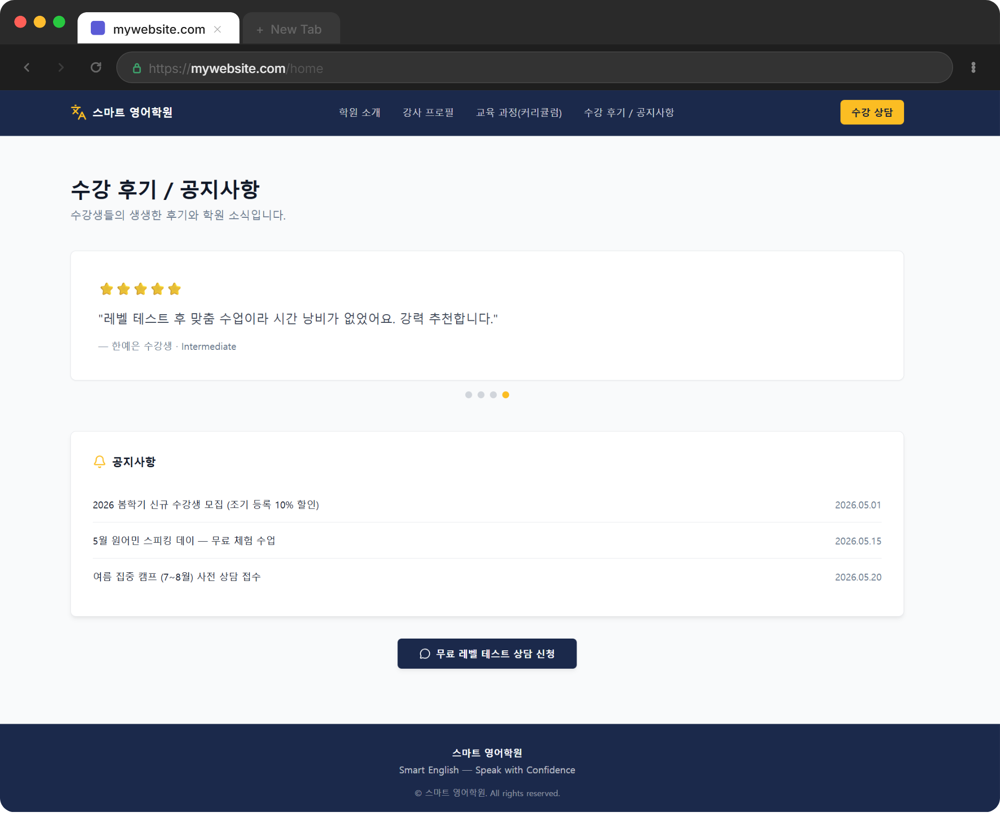 mywebsite.com
+ New Tab
https://mywebsite.com/home
스마트 영어학원
학원 소개
강사 프로필
교육 과정(커리큘럼)
수강 후기 / 공지사항
수강 상담
수강 후기 / 공지사항
수강생들의 생생한 후기와 학원 소식입니다.
"레벨 테스트 후 맞춤 수업이라 시간 낭비가 없었어요. 강력 추천합니다."
— 한예은 수강생 · Intermediate
공지사항
2026 봄학기 신규 수강생 모집 (조기 등록 10% 할인)
2026.05.01
5월 원어민 스피킹 데이 — 무료 체험 수업
2026.05.15
여름 집중 캠프 (7~8월) 사전 상담 접수
2026.05.20
무료 레벨 테스트 상담 신청
스마트 영어학원
Smart English — Speak with Confidence
© 스마트 영어학원. All rights reserved.